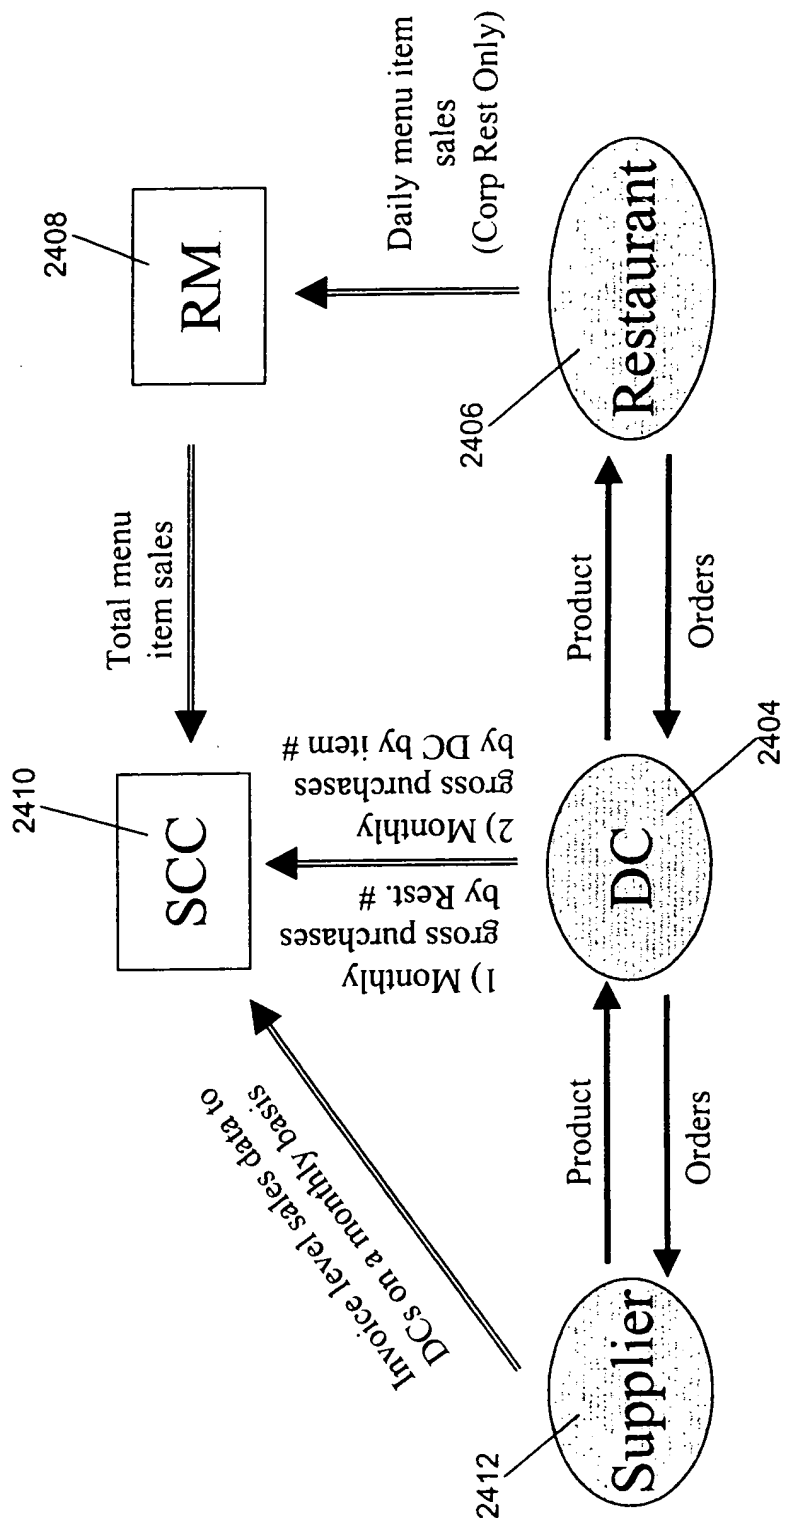 2410
SCC
Total menu
item sales
2408
RM
Invoice level sales data to
DCs on a monthly basis
1) Monthly
gross purchases
by Rest. #
2) Monthly
gross purchases
by DC by item #
Daily menu item
sales
(Corp Rest Only)
2412
Supplier
Product
Orders
DC
2404
Product
Orders
2406
Restaurant